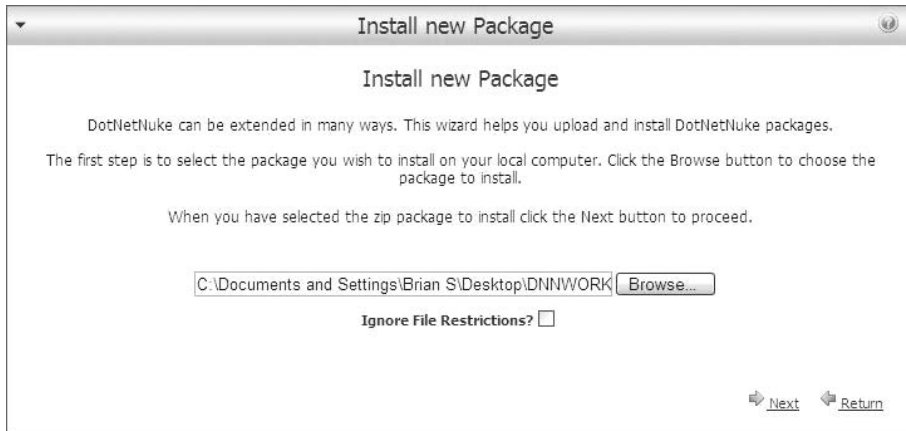 Install new Package
Install new Package
DotNetNuke can be extended in many ways. This wizard helps you upload and install DotNetNuke packages.
The first step is to select the package you wish to install on your local computer. Click the Browse button to choose the
package to install.
When you have selected the zip package to install click the Next button to proceed.
C:\Documents and Settings\Brian S\Desktop\DNNWORK Browse...
Ignore File Restrictions?
Next Return